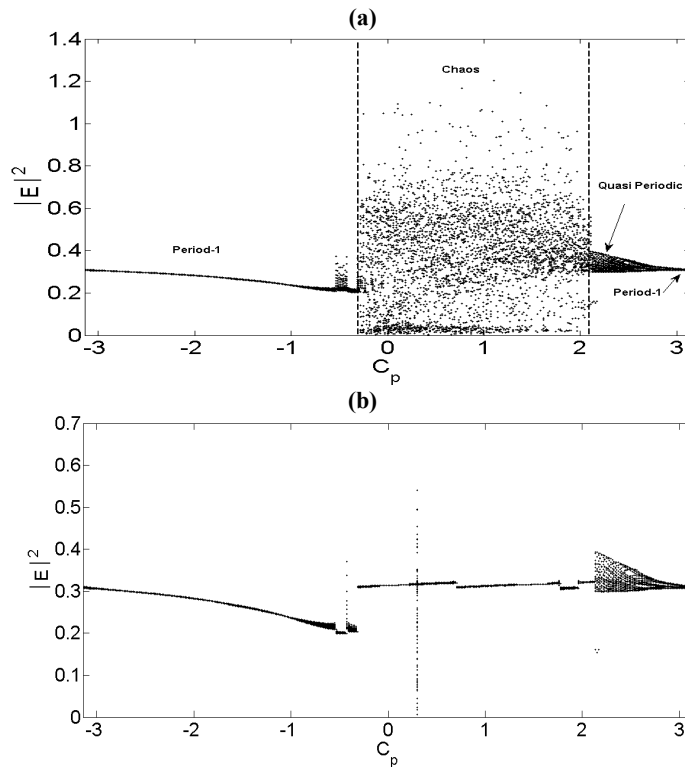 (a)
1.4
1.2
1
0.8
0.6
0.4
0.2
0
|E|²
Chaos
Quasi Periodic
Period-1
Period-1
-3 -2 -1 0 1 2 3
Cₚ
(b)
0.7
0.6
0.5
0.4
0.3
0.2
0.1
0
|E|²
-3 -2 -1 0 1 2 3
Cₚ